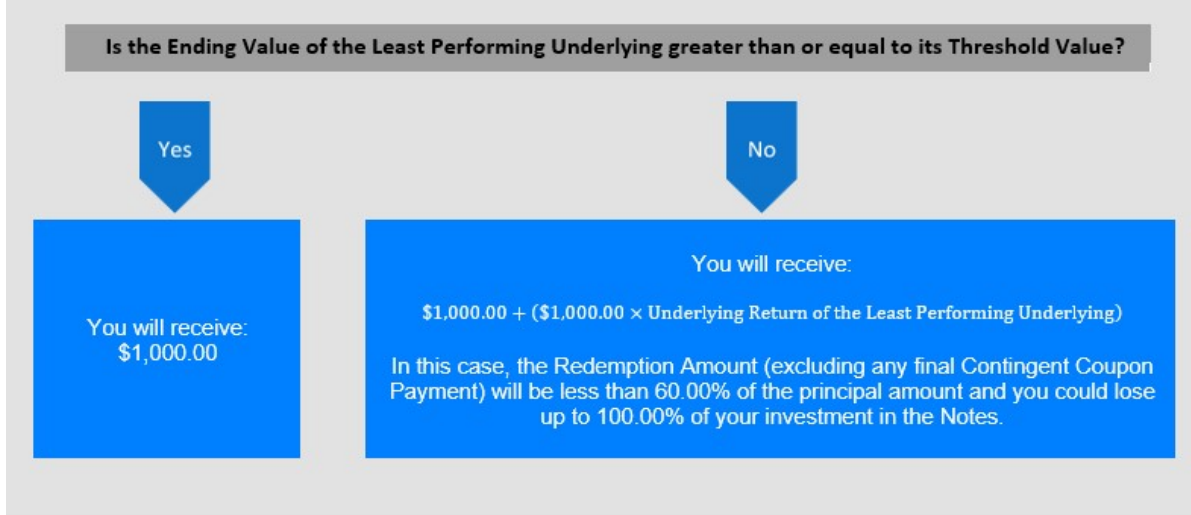 Is the Ending Value of the Least Performing Underlying greater than or equal to its Threshold Value?
Yes
No
You will receive:
$1,000.00
You will receive:
$1,000.00 + ($1,000.00 × Underlying Return of the Least Performing Underlying)
In this case, the Redemption Amount (excluding any final Contingent Coupon
Payment) will be less than 60.00% of the principal amount and you could lose
up to 100.00% of your investment in the Notes.